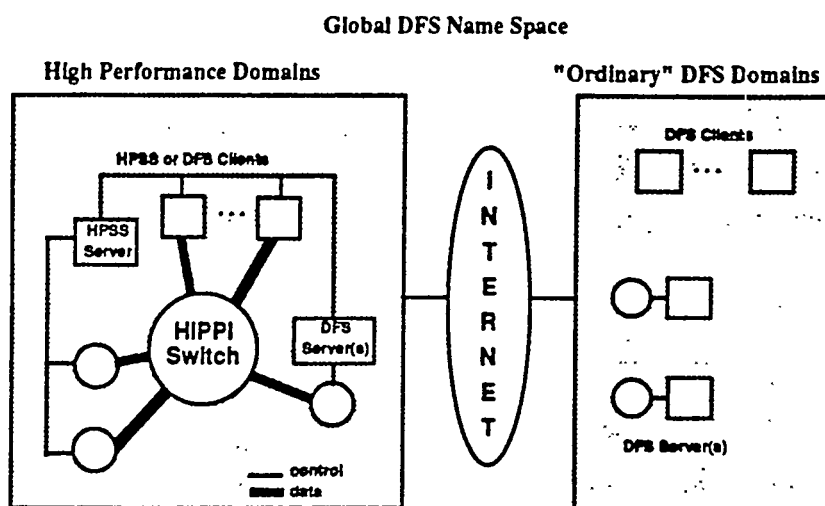 Global DFS Name Space
High Performance Domains
"Ordinary" DFS Domains
HPSS or DFS Clients
DFS Clients
HPSS
Server
INTERNET
HIPPI
Switch
DFS
Server(s)
DFS Server(s)
control
data